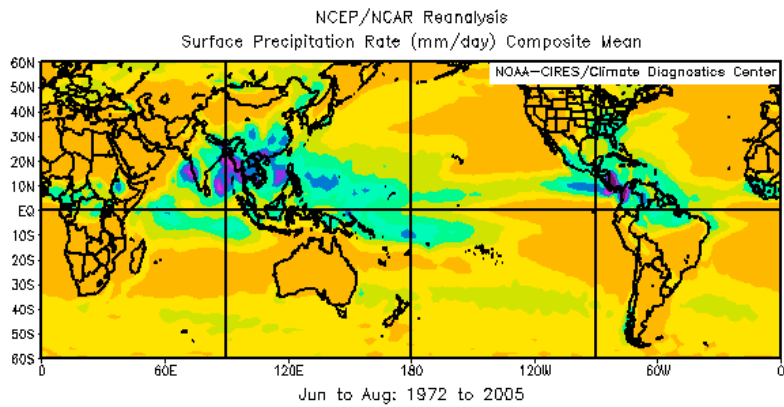 NCEP/NCAR Reanalysis
Surface Precipitation Rate (mm/day) Composite Mean
NOAA-CIRES/Climate Diagnostics Center
60N
50N
40N
30N
20N
10N
EQ
10S
20S
30S
40S
50S
60S
0 60E 120E 180 120W 60W 0
Jun to Aug: 1972 to 2005